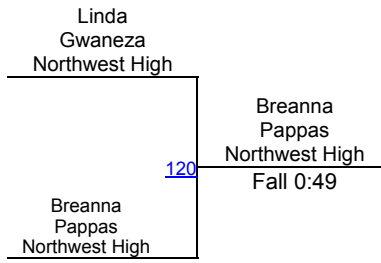 Linda
Gwaneza
Northwest High
Breanna
Pappas
Northwest High
120
Fall 0:49
Breanna
Pappas
Northwest High